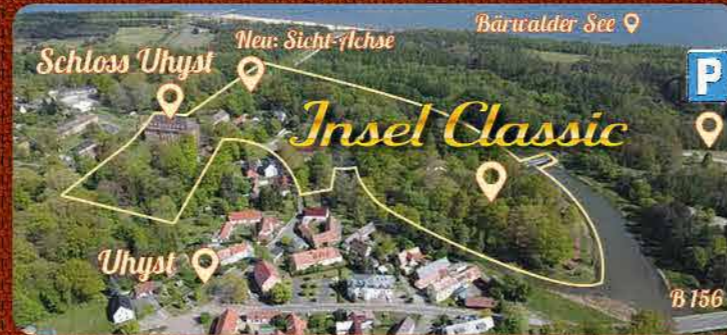 Bärwalder See
Neu: Sicht-Achse
Schloss Uhyst
P
Insel Classic
Uhyst
B 156